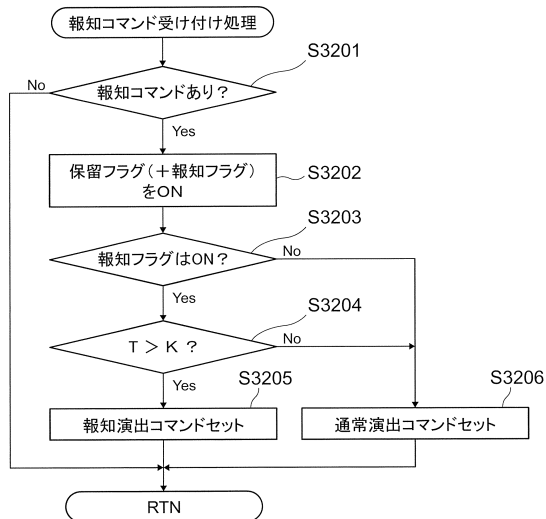 報知コマンド受け付け処理
S3201
No
報知コマンドあり？
Yes
保留フラグ（＋報知フラグ）
をON
S3202
S3203
報知フラグはON？
No
Yes
S3204
T ＞ K ？
No
Yes
S3205
S3206
報知演出コマンドセット
通常演出コマンドセット
RTN